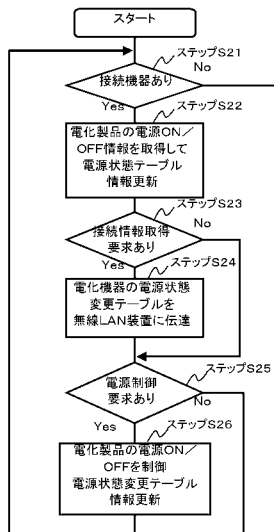 スタート
ステップS21
接続機器あり
No
Yes
ステップS22
電化製品の電源ON／
OFF情報を取得して
電源状態テーブル
情報更新
ステップS23
接続情報取得
要求あり
No
Yes
ステップS24
電化機器の電源状態
変更テーブルを
無線LAN装置に伝達
ステップS25
電源制御
要求あり
Yes
No
ステップS26
電化製品の電源ON／
OFFを制御
電源状態変更テーブル
情報更新